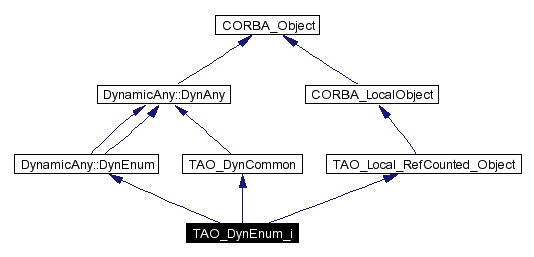 CORBA_Object
DynamicAny::DynAny
CORBA_LocalObject
DynamicAny::DynEnum
TAO_DynCommon
TAO_Local_RefCounted_Object
TAO_DynEnum_i